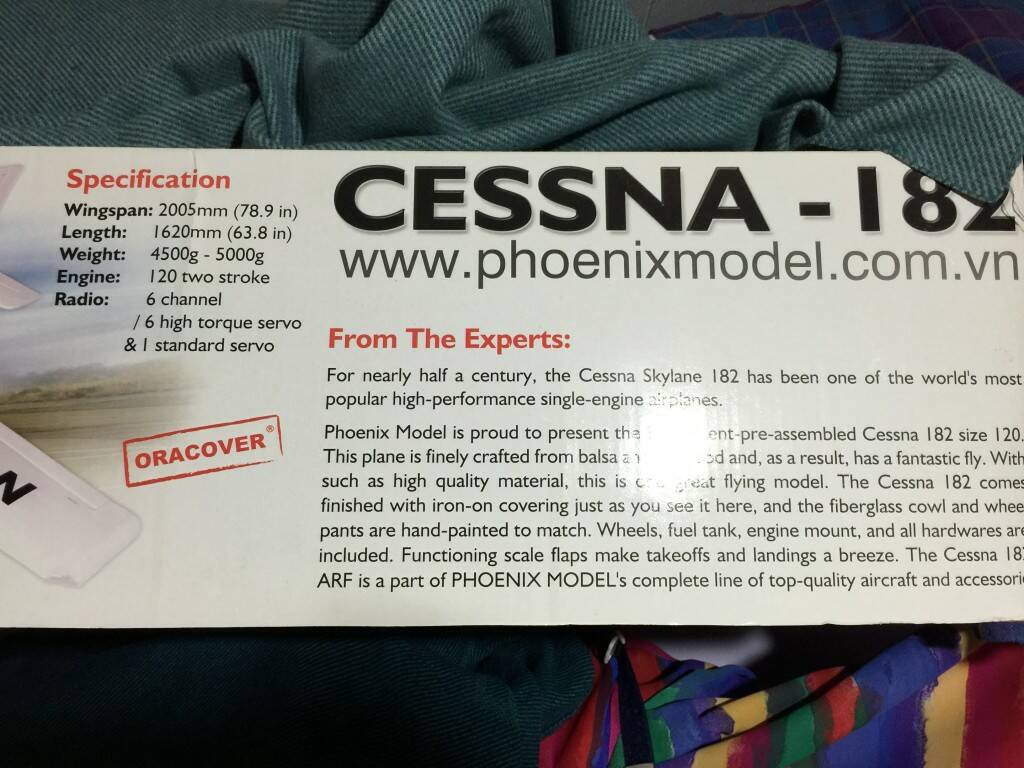 Specification
Wingspan: 2005mm (78.9 in)
Length: 1620mm (63.8 in)
Weight: 4500g - 5000g
Engine: 120 two stroke
Radio: 6 channel
/ 6 high torque servo
& 1 standard servo
ORACOVER®
N
CESSNA - 182
www.phoenixmodel.com.vn
From The Experts:
For nearly half a century, the Cessna Skylane 182 has been one of the world's most
popular high-performance single-engine airplanes.
Phoenix Model is proud to present the ent-pre-assembled Cessna 182 size 120.
This plane is finely crafted from balsa and, as a result, has a fantastic fly. With
such as high quality material, this is one great flying model. The Cessna 182 comes
finished with iron-on covering just as you see it here, and the fiberglass cowl and whee
pants are hand-painted to match. Wheels, fuel tank, engine mount, and all hardwares are
included. Functioning scale flaps make takeoffs and landings a breeze. The Cessna 182
ARF is a part of PHOENIX MODEL's complete line of top-quality aircraft and accessori